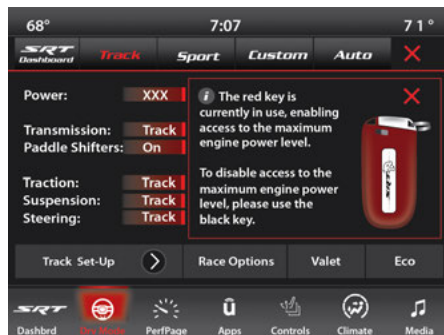 68°
7:07
71°
SRT
Dashboard
Track
Sport
Custom
Auto
Power:
XXX
Transmission:
Track
Paddle Shifters:
On
Traction:
Track
Suspension:
Track
Steering:
Track
i The red key is
currently in use, enabling
access to the maximum
engine power level.
To disable access to the
maximum engine power
level, please use the
black key.
SRT
Track Set-Up
Race Options
Valet
Eco
SRT
Dashbrd
Drv Mode
PerfPage
Apps
Controls
Climate
Media